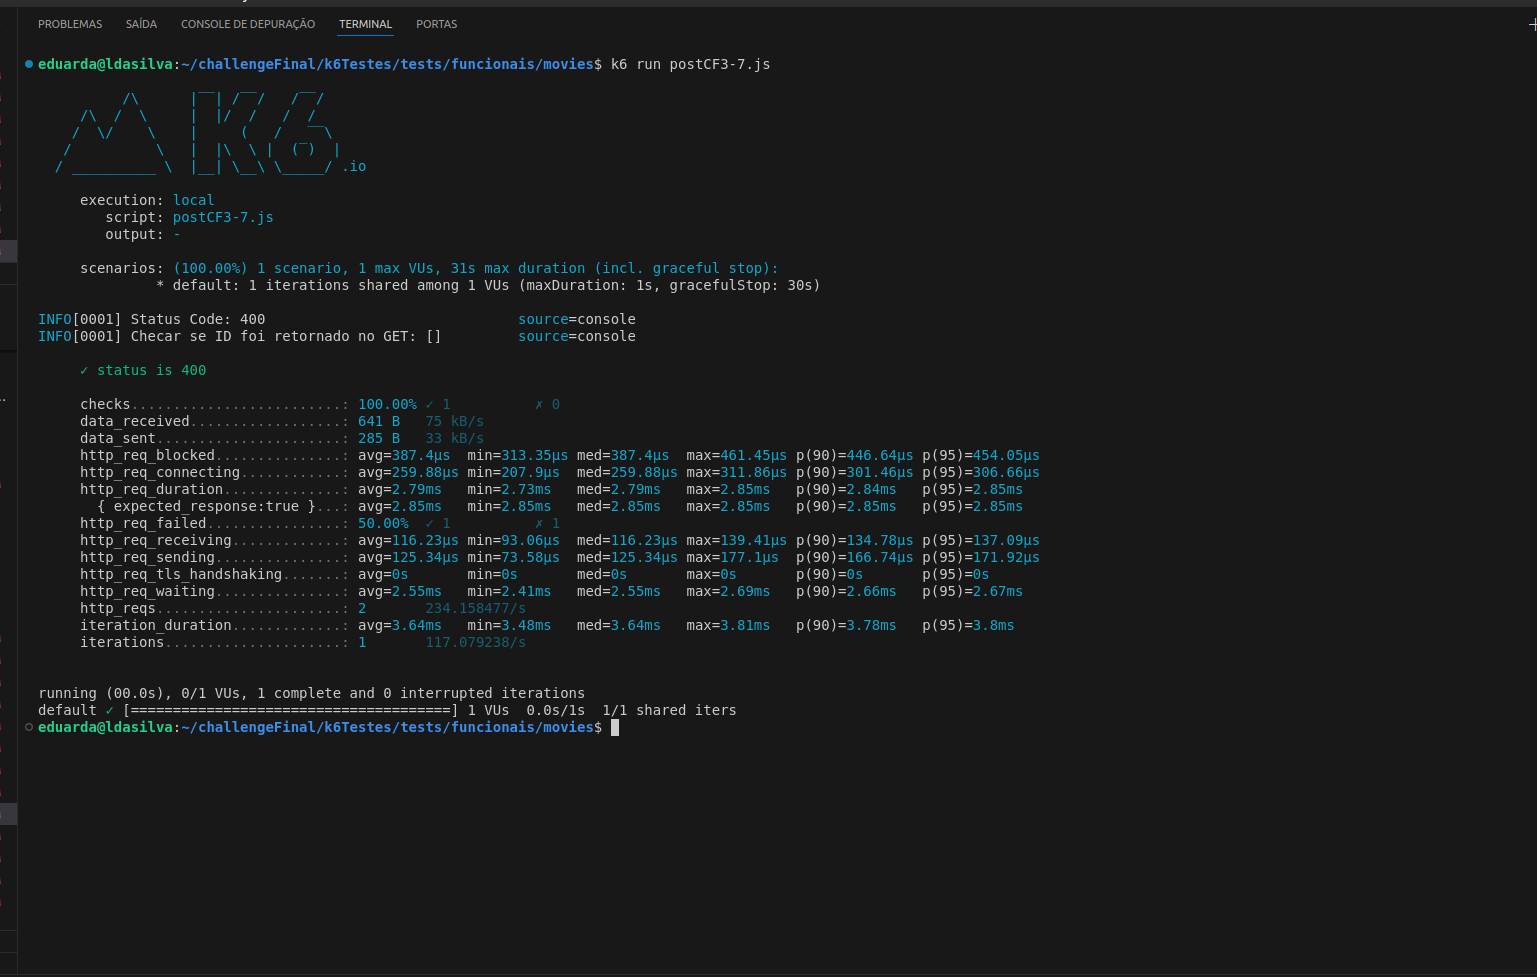 PROBLEMAS SAÍDA CONSOLE DE DEPURAÇÃO TERMINAL PORTAS
eduarda@ldasilva:~/challengeFinal/k6Testes/tests/funcionais/movies$ k6 run postCF3-7.js
.io
execution: local
script: postCF3-7.js
output: -
scenarios: (100.00%) 1 scenario, 1 max VUs, 31s max duration (incl. graceful stop):
* default: 1 iterations shared among 1 VUs (maxDuration: 1s, gracefulStop: 30s)
INFO[0001] Status Code: 400 source=console
INFO[0001] Checar se ID foi retornado no GET: [] source=console
✓ status is 400
checks.........................: 100.00% ✓ 1 ✗ 0
data_received..................: 641 B 75 kB/s
data_sent......................: 285 B 33 kB/s
http_req_blocked...............: avg=387.4µs min=313.35µs med=387.4µs max=461.45µs p(90)=446.64µs p(95)=454.05µs
http_req_connecting............: avg=259.88µs min=207.9µs med=259.88µs max=311.86µs p(90)=301.46µs p(95)=306.66µs
http_req_duration..............: avg=2.79ms min=2.73ms med=2.79ms max=2.85ms p(90)=2.84ms p(95)=2.85ms
{ expected_response:true }...: avg=2.85ms min=2.85ms med=2.85ms max=2.85ms p(90)=2.85ms p(95)=2.85ms
http_req_failed................: 50.00% ✓ 1 ✗ 1
http_req_receiving.............: avg=116.23µs min=93.06µs med=116.23µs max=139.41µs p(90)=134.78µs p(95)=137.09µs
http_req_sending...............: avg=125.34µs min=73.58µs med=125.34µs max=177.1µs p(90)=166.74µs p(95)=171.92µs
http_req_tls_handshaking.......: avg=0s min=0s med=0s max=0s p(90)=0s p(95)=0s
http_req_waiting...............: avg=2.55ms min=2.41ms med=2.55ms max=2.69ms p(90)=2.66ms p(95)=2.67ms
http_reqs......................: 2 234.158477/s
iteration_duration.............: avg=3.64ms min=3.48ms med=3.64ms max=3.81ms p(90)=3.78ms p(95)=3.8ms
iterations.....................: 1 117.079238/s
running (00.0s), 0/1 VUs, 1 complete and 0 interrupted iterations
default ✓ [======================================] 1 VUs 0.0s/1s 1/1 shared iters
eduarda@ldasilva:~/challengeFinal/k6Testes/tests/funcionais/movies$